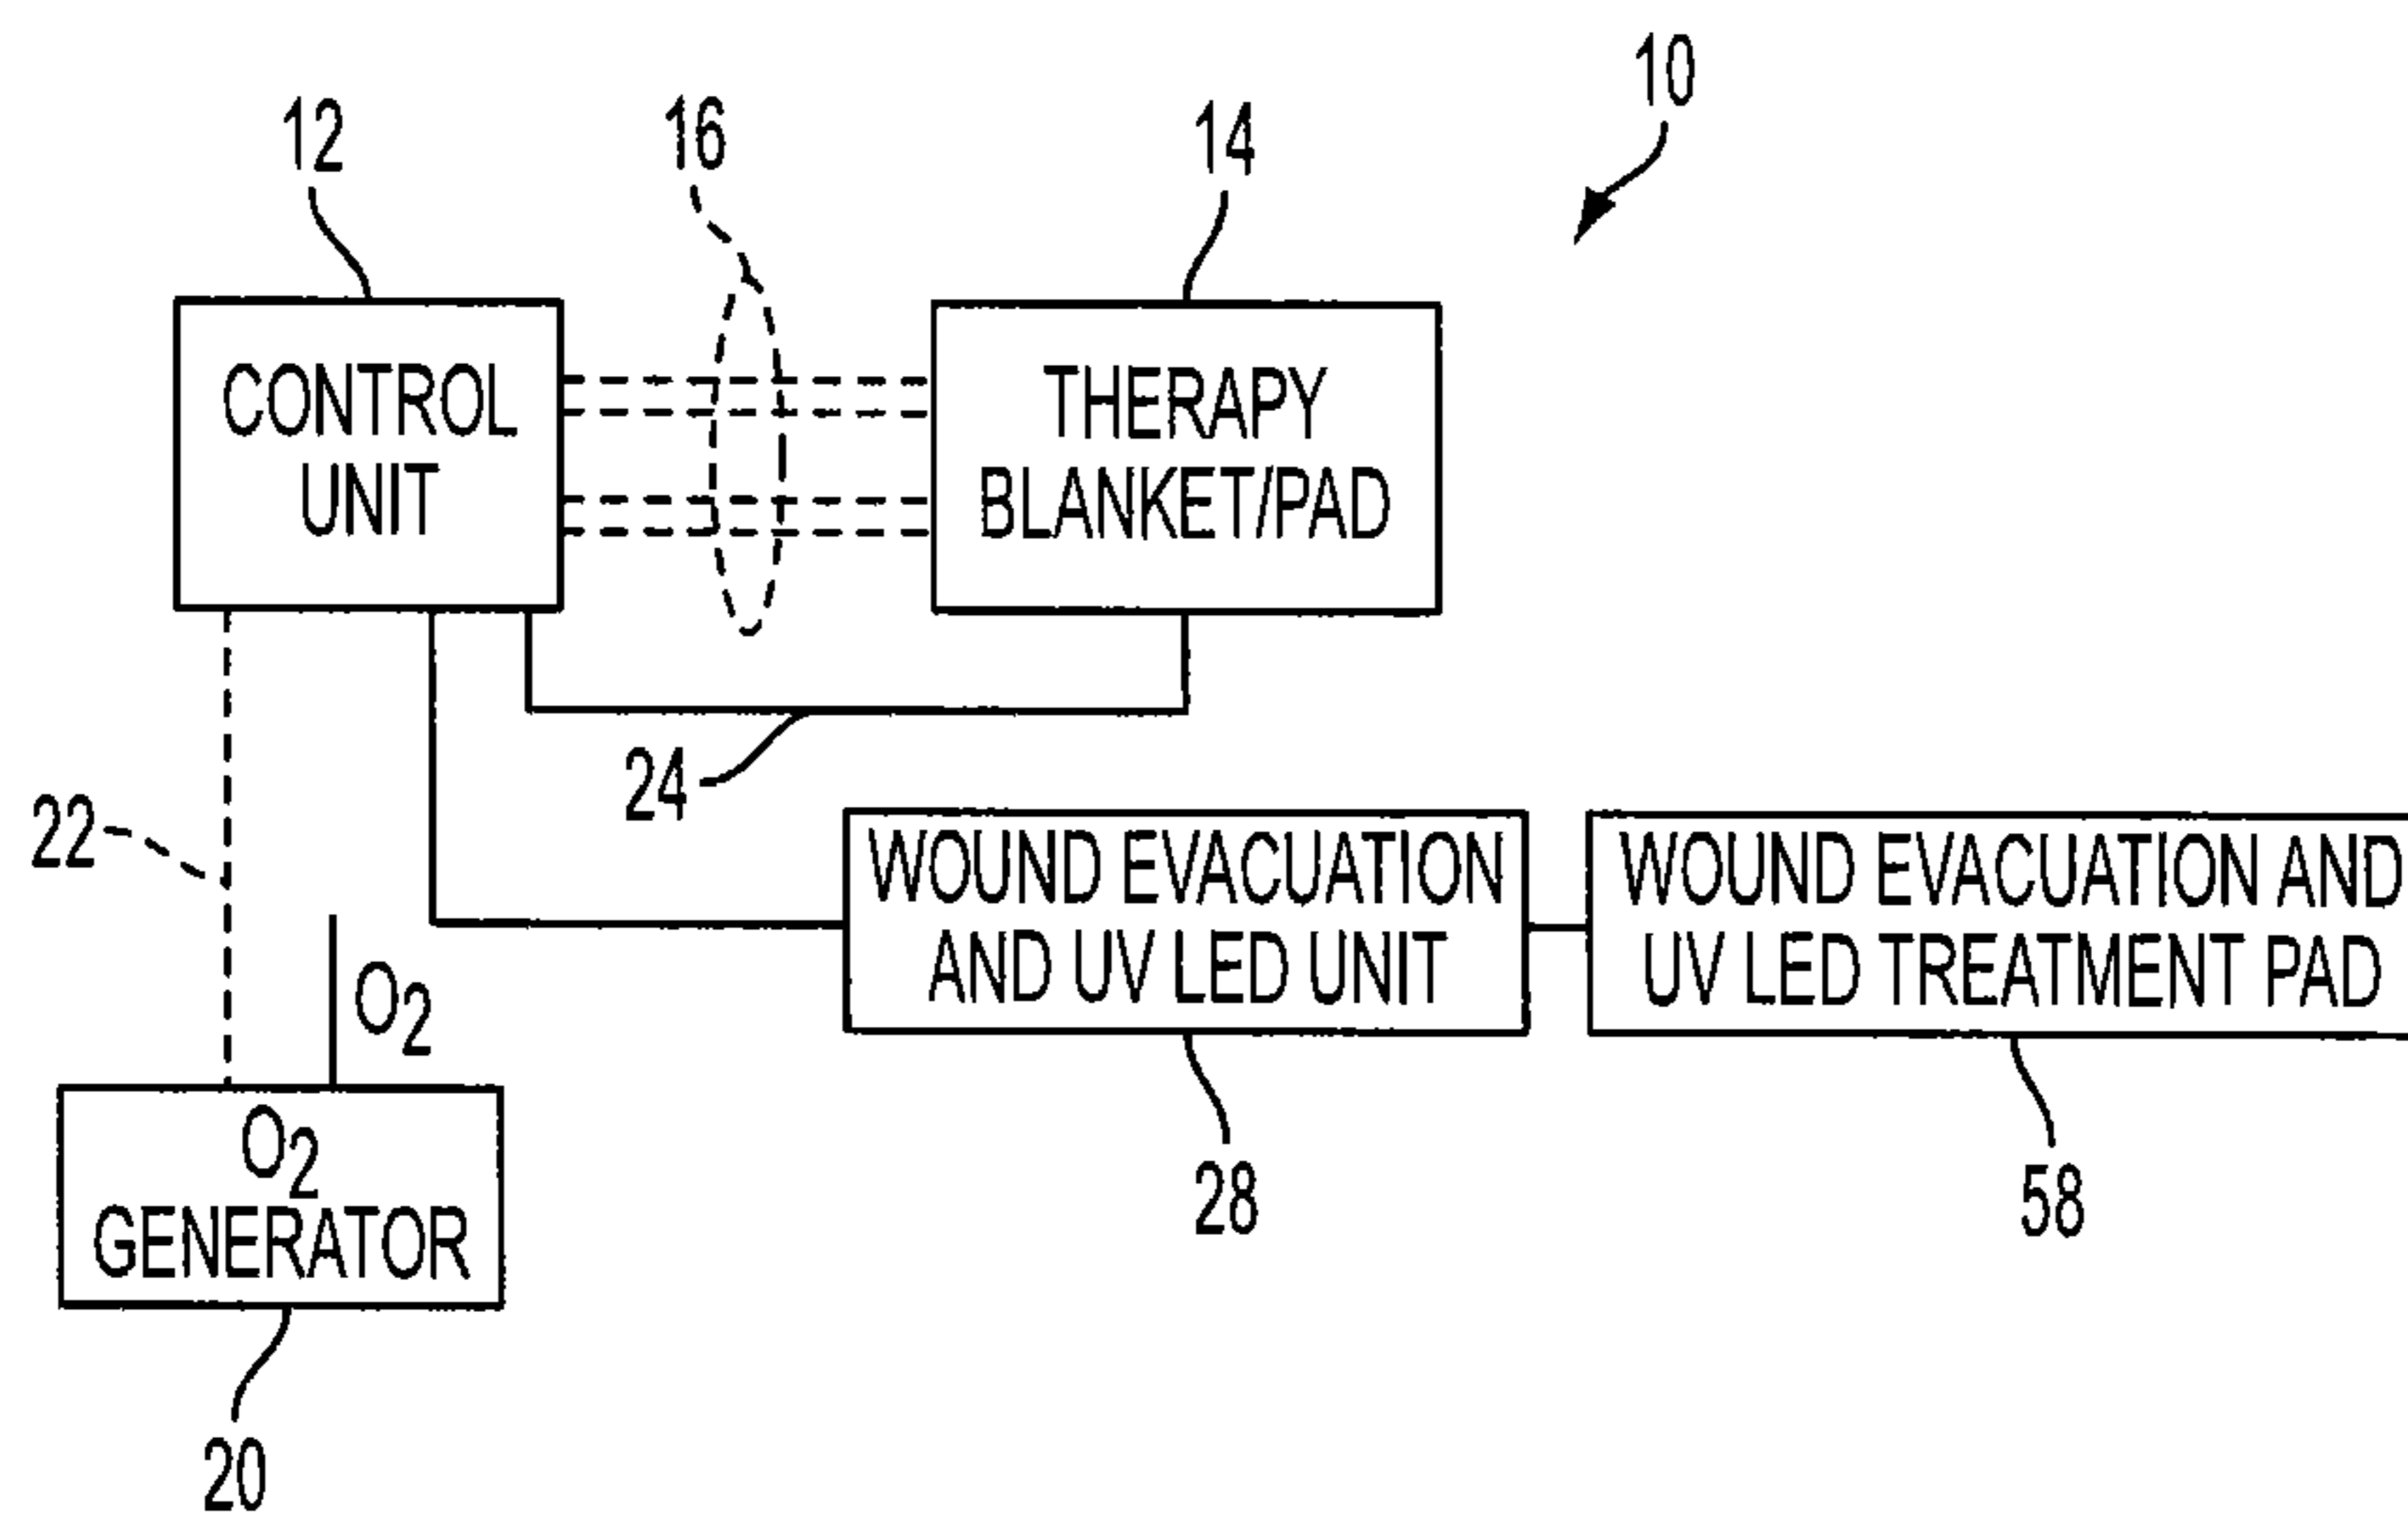 10
12
16
14
CONTROL
UNIT
THERAPY
BLANKET/PAD
24
22
WOUND EVACUATION
AND UV LED UNIT
WOUND EVACUATION AND
UV LED TREATMENT PAD
O2
O2
GENERATOR
28
58
20